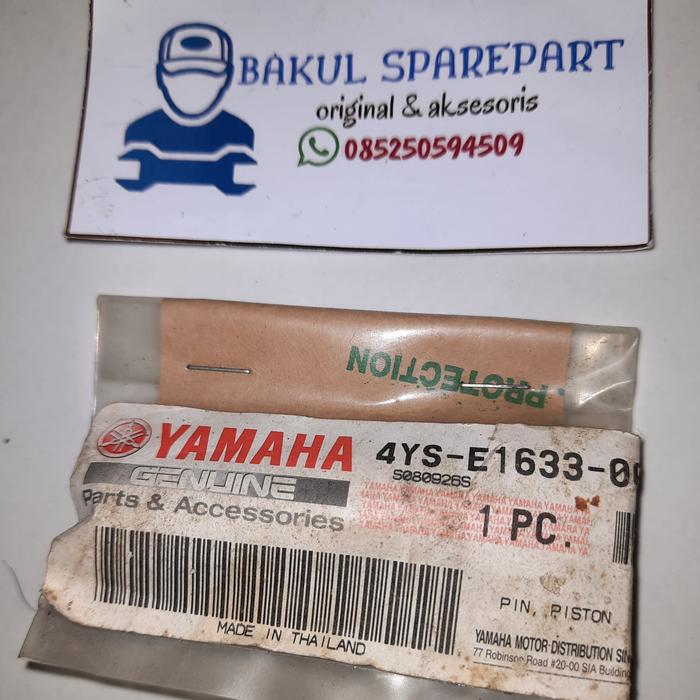 BAKUL SPAREPART
original & aksesoris
085250594509
PROTECTION
YAMAHA
GENUINE
Parts & Accessories
4YS-E1633-0
S080926S
1 PC.
PIN, PISTON
MADE IN THAILAND
YAMAHA MOTOR DISTRIBUTION
77 Robinson Road #20-00 SIA Building